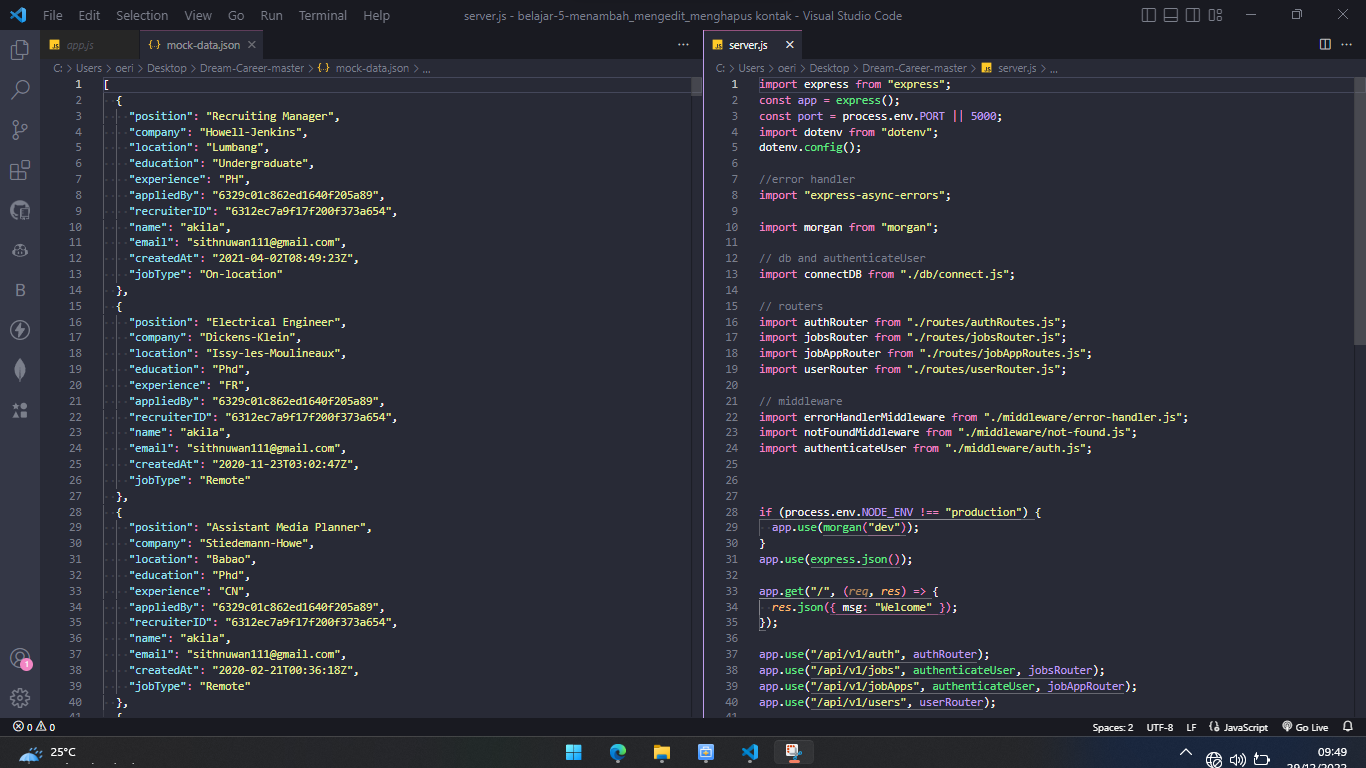 File Edit Selection View Go Run Terminal Help
server.js - belajar-5-menambah_mengedit_menghapus kontak - Visual Studio Code
app.js
mock-data.json
server.js
C: > Users > oeri > Desktop > Dream-Career-master > {} mock-data.json > ...
1 [
2 {
3 "position": "Recruiting Manager",
4 "company": "Howell-Jenkins",
5 "location": "Lumbang",
6 "education": "Undergraduate",
7 "experience": "PH",
8 "appliedBy": "6329c01c862ed1640f205a89",
9 "recruiterID": "6312ec7a9f17f200f373a654",
10 "name": "akila",
11 "email": "sithnuwan111@gmail.com",
12 "createdAt": "2021-04-02T08:49:23Z",
13 "jobType": "On-location"
14 },
15 {
16 "position": "Electrical Engineer",
17 "company": "Dickens-Klein",
18 "location": "Issy-les-Moulineaux",
19 "education": "Phd",
20 "experience": "FR",
21 "appliedBy": "6329c01c862ed1640f205a89",
22 "recruiterID": "6312ec7a9f17f200f373a654",
23 "name": "akila",
24 "email": "sithnuwan111@gmail.com",
25 "createdAt": "2020-11-23T03:02:47Z",
26 "jobType": "Remote"
27 },
28 {
29 "position": "Assistant Media Planner",
30 "company": "Stiedemann-Howe",
31 "location": "Babao",
32 "education": "Phd",
33 "experience": "CN",
34 "appliedBy": "6329c01c862ed1640f205a89",
35 "recruiterID": "6312ec7a9f17f200f373a654",
36 "name": "akila",
37 "email": "sithnuwan111@gmail.com",
38 "createdAt": "2020-02-21T00:36:18Z",
39 "jobType": "Remote"
40 },
41 {
C: > Users > oeri > Desktop > Dream-Career-master > JS server.js > ...
1 import express from "express";
2 const app = express();
3 const port = process.env.PORT || 5000;
4 import dotenv from "dotenv";
5 dotenv.config();
6
7 //error handler
8 import "express-async-errors";
9
10 import morgan from "morgan";
11
12 // db and authenticateUser
13 import connectDB from "./db/connect.js";
14
15 // routers
16 import authRouter from "./routes/authRoutes.js";
17 import jobsRouter from "./routes/jobsRouter.js";
18 import jobAppRouter from "./routes/jobAppRoutes.js";
19 import userRouter from "./routes/userRouter.js";
20
21 // middleware
22 import errorHandlerMiddleware from "./middleware/error-handler.js";
23 import notFoundMiddleware from "./middleware/not-found.js";
24 import authenticateUser from "./middleware/auth.js";
25
26
27
28 if (process.env.NODE_ENV !== "production") {
29 app.use(morgan("dev"));
30 }
31 app.use(express.json());
32
33 app.get("/", (req, res) => {
34 res.json({ msg: "Welcome" });
35 });
36
37 app.use("/api/v1/auth", authRouter);
38 app.use("/api/v1/jobs", authenticateUser, jobsRouter);
39 app.use("/api/v1/jobApps", authenticateUser, jobAppRouter);
40 app.use("/api/v1/users", userRouter);
41
1
0 0
Spaces: 2 UTF-8 LF {} JavaScript Go Live
25°C
09:49